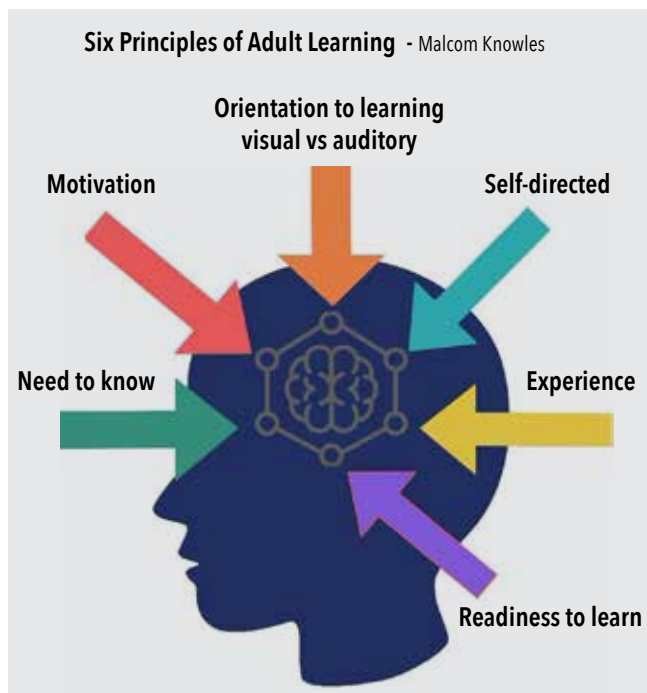 Six Principles of Adult Learning - Malcom Knowles
Orientation to learning
visual vs auditory
Motivation
Self-directed
Need to know
Experience
Readiness to learn